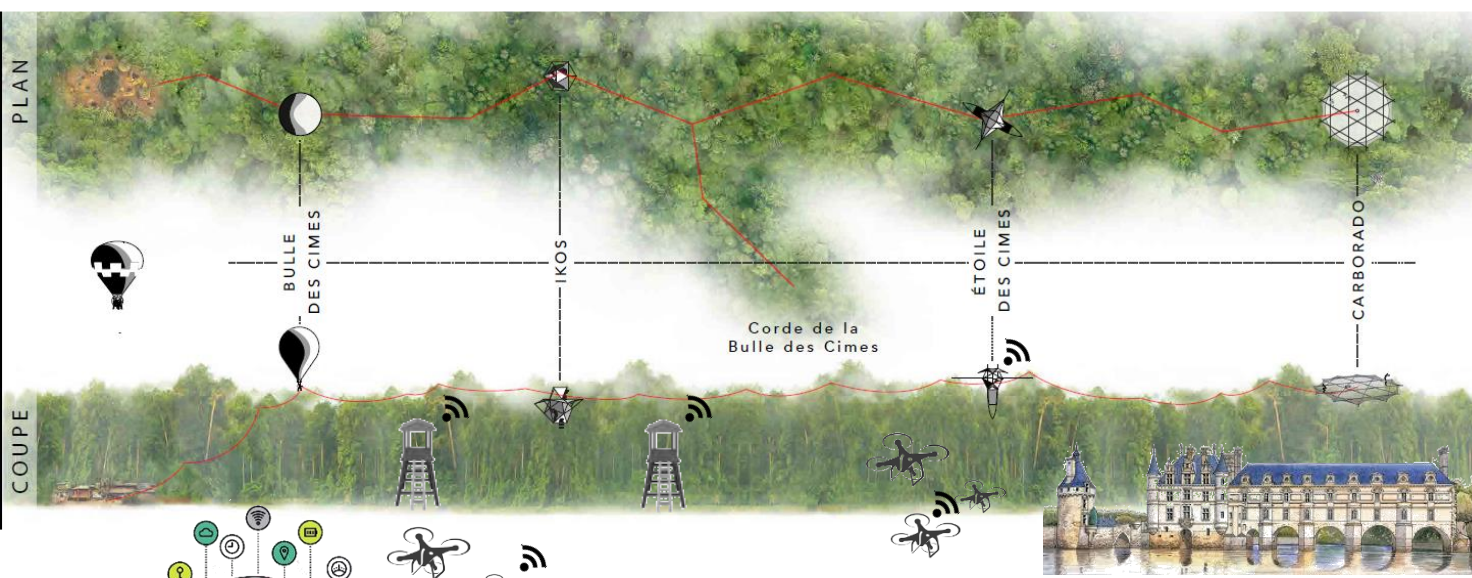 PLAN
BULLE
DES CIMES
IKOS
ÉTOILE
DES CIMES
CARBORADO
Corde de la
Bulle des Cimes
COUPE